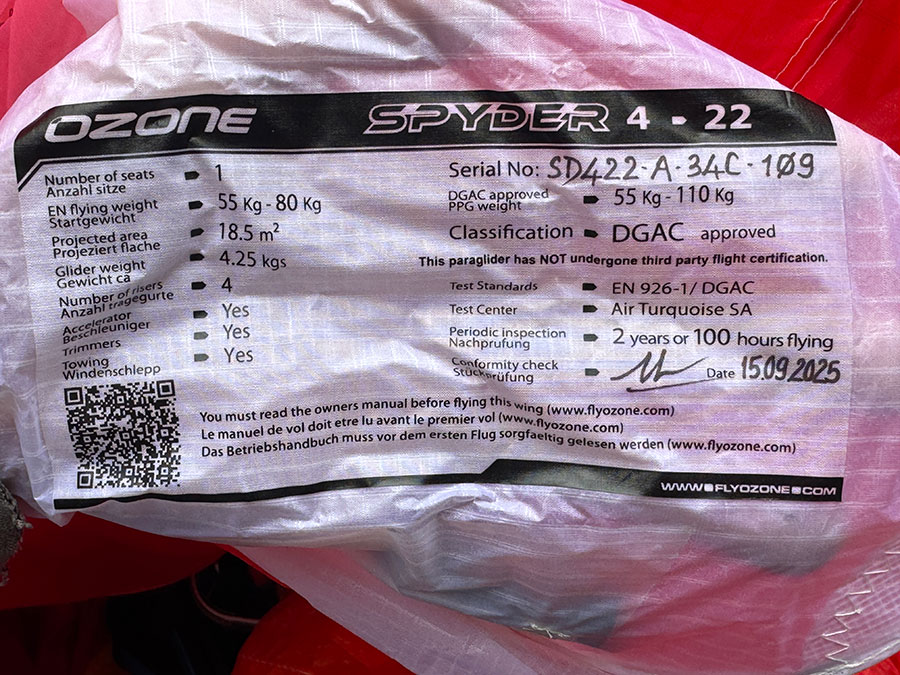 OZONE SPYDER 4 - 22
Number of seats 1
Anzahl sitze
EN flying weight 55 Kg - 80 Kg
Startgewicht
Projected area 18.5 m²
Projeziert flache
Glider weight 4.25 kgs
Gewicht ca
Number of risers 4
Anzahl tragegurte
Accelerator Yes
Beschleuniger
Trimmers Yes
Towing Yes
Windenschlepp
Serial No: SD422-A-34C-109
DGAC approved 55 Kg - 110 Kg
PPG weight
Classification DGAC approved
This paraglider has NOT undergone third party flight certification.
Test Standards EN 926-1/ DGAC
Test Center Air Turquoise SA
Periodic inspection 2 years or 100 hours flying
Nachprufung
Conformity check Date 15.09.2025
Stückprüfung
You must read the owners manual before flying this wing (www.flyozone.com)
Le manuel de vol doit etre lu avant le premier vol (www.flyozone.com)
Das Betriebshandbuch muss vor dem ersten Flug sorgfaeltig gelesen werden (www.flyozone.com)
WWW.FLYOZONE.COM